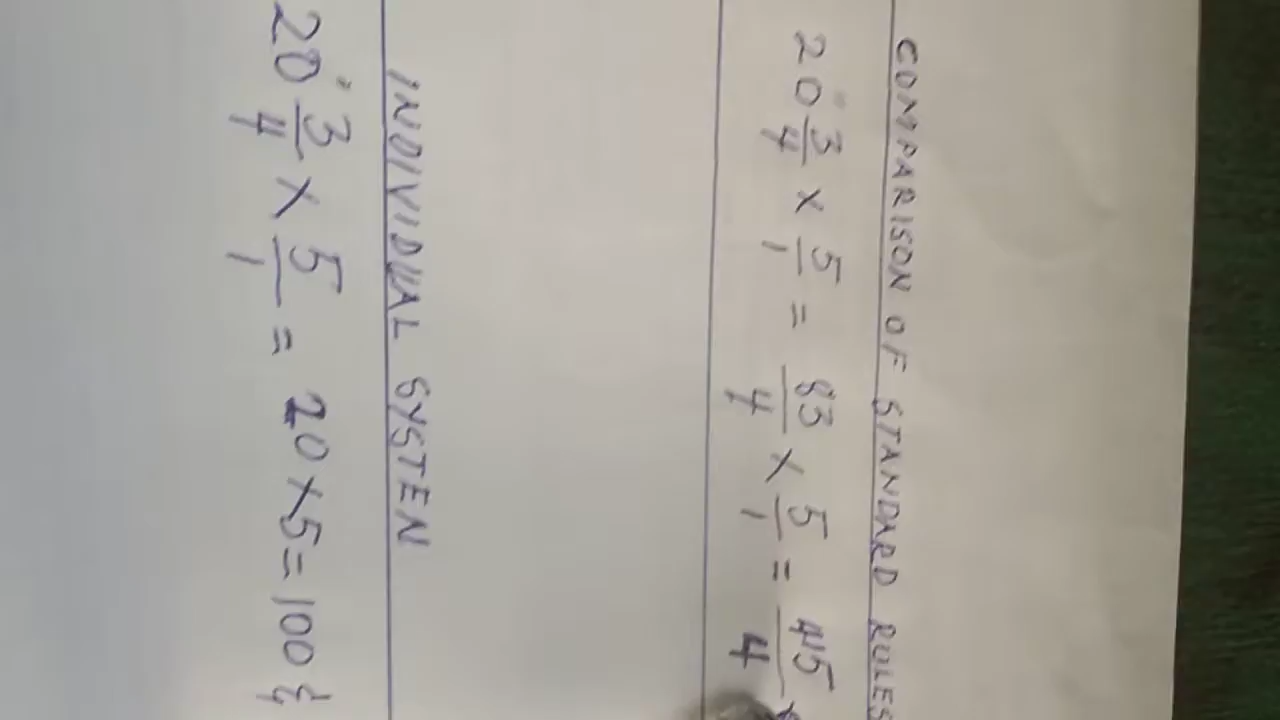 COMPARISON OF STANDARD RULES
20 3/4 × 5/1 = 83/4 × 5/1 = 415/4
INDIVIDUAL SYSTEM
20 3/4 × 5/1 = 20 × 5 = 100 &